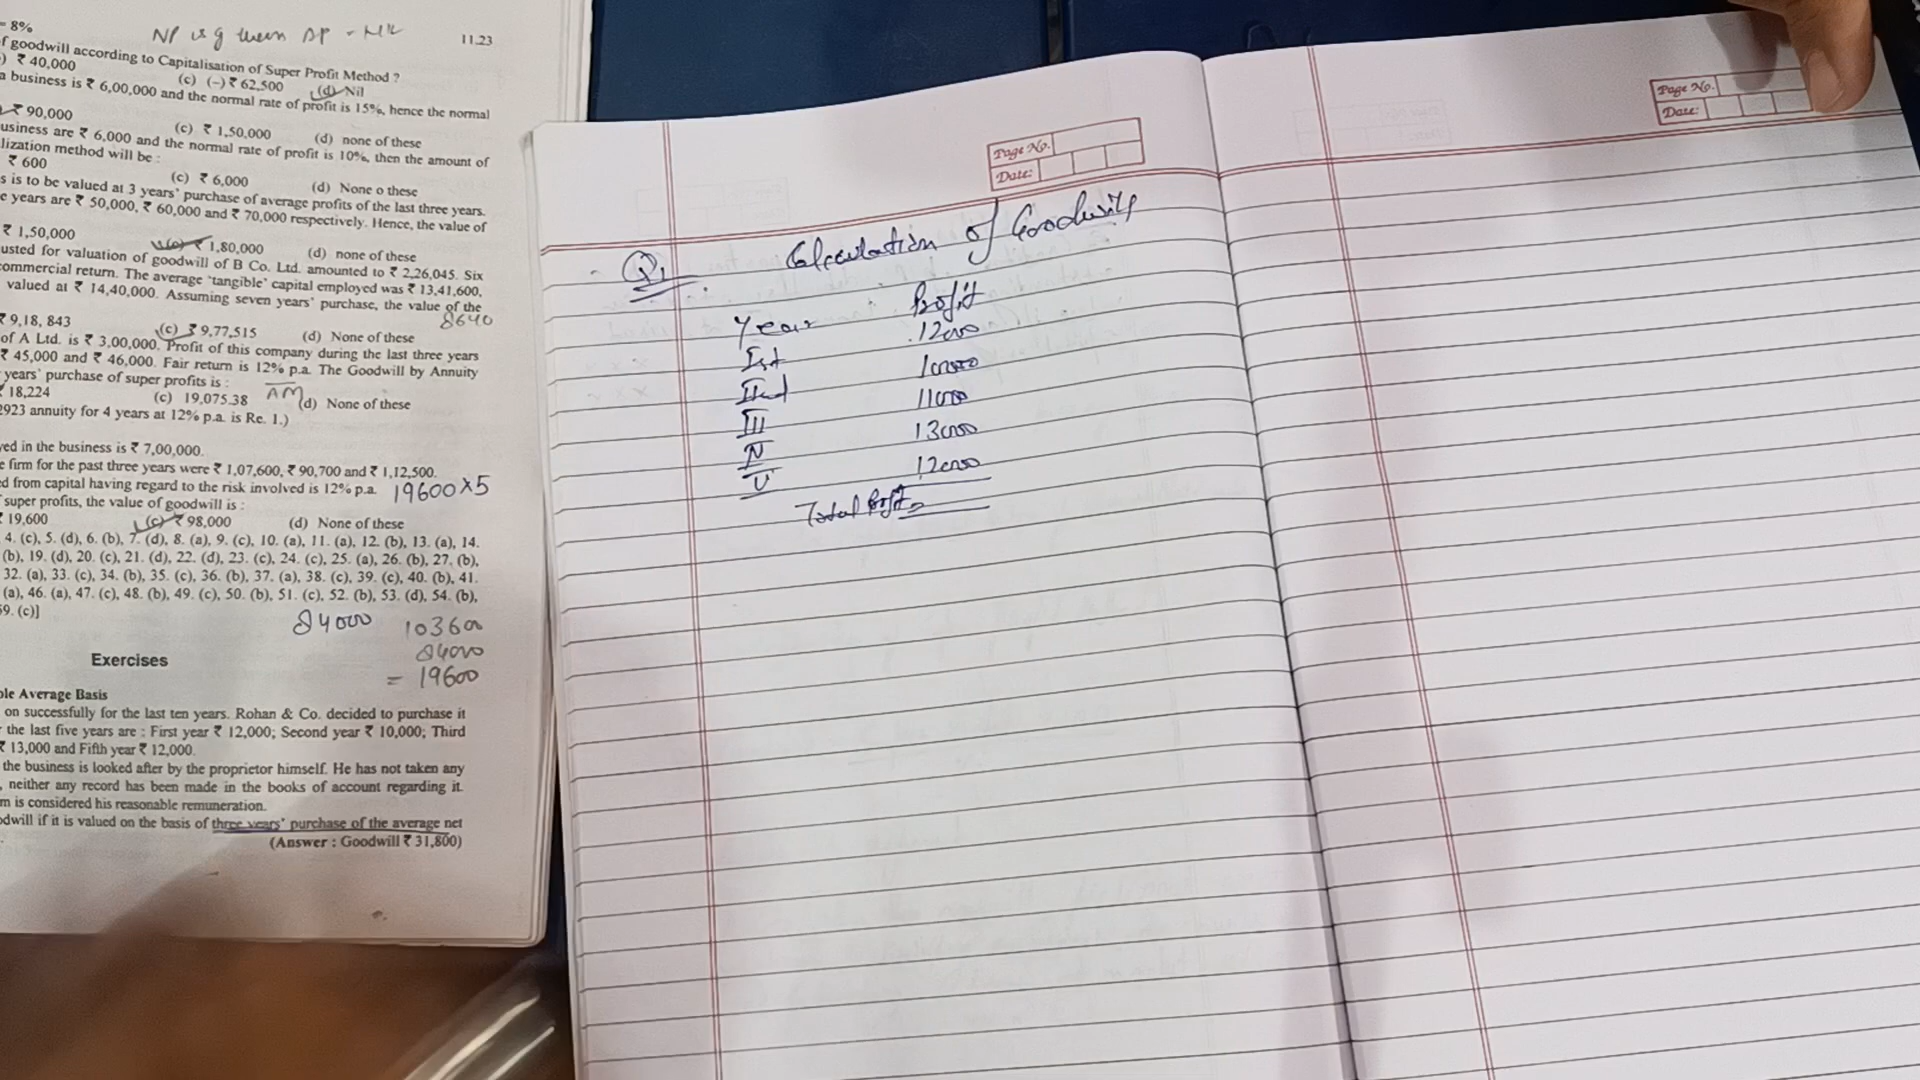 = 8%
11.23
f goodwill according to Capitalisation of Super Profit Method ?
) ₹ 40,000 (c) (-) ₹ 62,500 (d) Nil
a business is ₹ 6,00,000 and the normal rate of profit is 15%, hence the normal
₹ 90,000 (c) ₹ 1,50,000 (d) none of these
usiness are ₹ 6,000 and the normal rate of profit is 10%, then the amount of
lization method will be :
₹ 600 (c) ₹ 6,000 (d) None o these
s is to be valued at 3 years' purchase of average profits of the last three years.
e years are ₹ 50,000, ₹ 60,000 and ₹ 70,000 respectively. Hence, the value of
₹ 1,50,000 (c) ₹ 1,80,000 (d) none of these
usted for valuation of goodwill of B Co. Ltd. amounted to ₹ 2,26,045. Six
ommercial return. The average 'tangible' capital employed was ₹ 13,41,600,
valued at ₹ 14,40,000. Assuming seven years' purchase, the value of the
8640
₹ 9,18, 843 (c) ₹ 9,77,515 (d) None of these
of A Ltd. is ₹ 3,00,000. Profit of this company during the last three years
₹ 45,000 and ₹ 46,000. Fair return is 12% p.a. The Goodwill by Annuity
years' purchase of super profits is :
₹ 18,224 (c) 19,075.38 AM (d) None of these
2923 annuity for 4 years at 12% p.a. is Re. 1.)
yed in the business is ₹ 7,00,000.
e firm for the past three years were ₹ 1,07,600, ₹ 90,700 and ₹ 1,12,500.
d from capital having regard to the risk involved is 12% p.a. 19600×5
super profits, the value of goodwill is :
₹ 19,600 (c) ₹ 98,000 (d) None of these
4. (c), 5. (d), 6. (b), 7. (d), 8. (a), 9. (c), 10. (a), 11. (a), 12. (b), 13. (a), 14.
(b), 19. (d), 20. (c), 21. (d), 22. (d), 23. (c), 24. (c), 25. (a), 26. (b), 27. (b),
32. (a), 33. (c), 34. (b), 35. (c), 36. (b), 37. (a), 38. (c), 39. (c), 40. (b), 41.
(a), 46. (a), 47. (c), 48. (b), 49. (c), 50. (b), 51. (c), 52. (b), 53. (d), 54. (b),
59. (c)]
84000 103600
84000
= 19600
Exercises
ple Average Basis
on successfully for the last ten years. Rohan & Co. decided to purchase it
the last five years are : First year ₹ 12,000; Second year ₹ 10,000; Third
₹ 13,000 and Fifth year ₹ 12,000.
the business is looked after by the proprietor himself. He has not taken any
, neither any record has been made in the books of account regarding it.
m is considered his reasonable remuneration.
odwill if it is valued on the basis of three years' purchase of the average net
(Answer : Goodwill ₹ 31,800)
Page No.
Date:
Q1. Calculation of Goodwill
Year Profit
Ist 12000
IInd 10000
III 11000
IV 13000
V 12000
Total Profit =
Page No.
Date: